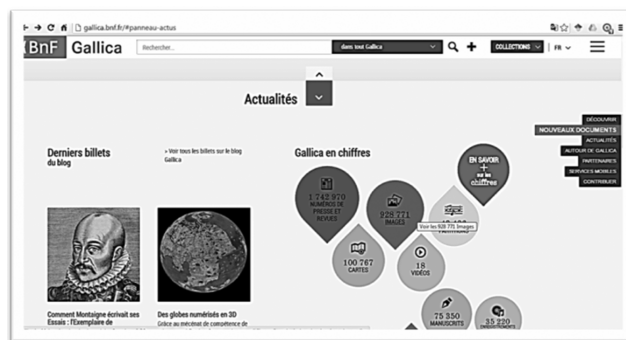 gallica.bnf.fr/#panneau-actus
BnF Gallica
Rechercher...
dans tout Gallica
COLLECTIONS
FR
Actualités
DÉCOUVRIR
NOUVEAUX DOCUMENTS
ACTUALITÉS
AUTOUR DE GALLICA
PARTENAIRES
SERVICES MOBILES
CONTRIBUER
Derniers billets
du blog
» Voir tous les billets sur le blog
Gallica
Gallica en chiffres
EN SAVOIR
+
sur les
chiffres
1 742 970
NUMÉROS DE
PRESSE ET
REVUES
928 771
IMAGES
Voir les 928 771 Images
100 767
CARTES
18
VIDÉOS
75 350
MANUSCRITS
35 220
ENREGISTREMENTS
Comment Montaigne écrivait ses
Essais : l'Exemplaire de
Des globes numérisés en 3D
Grâce au mécénat de compétence de